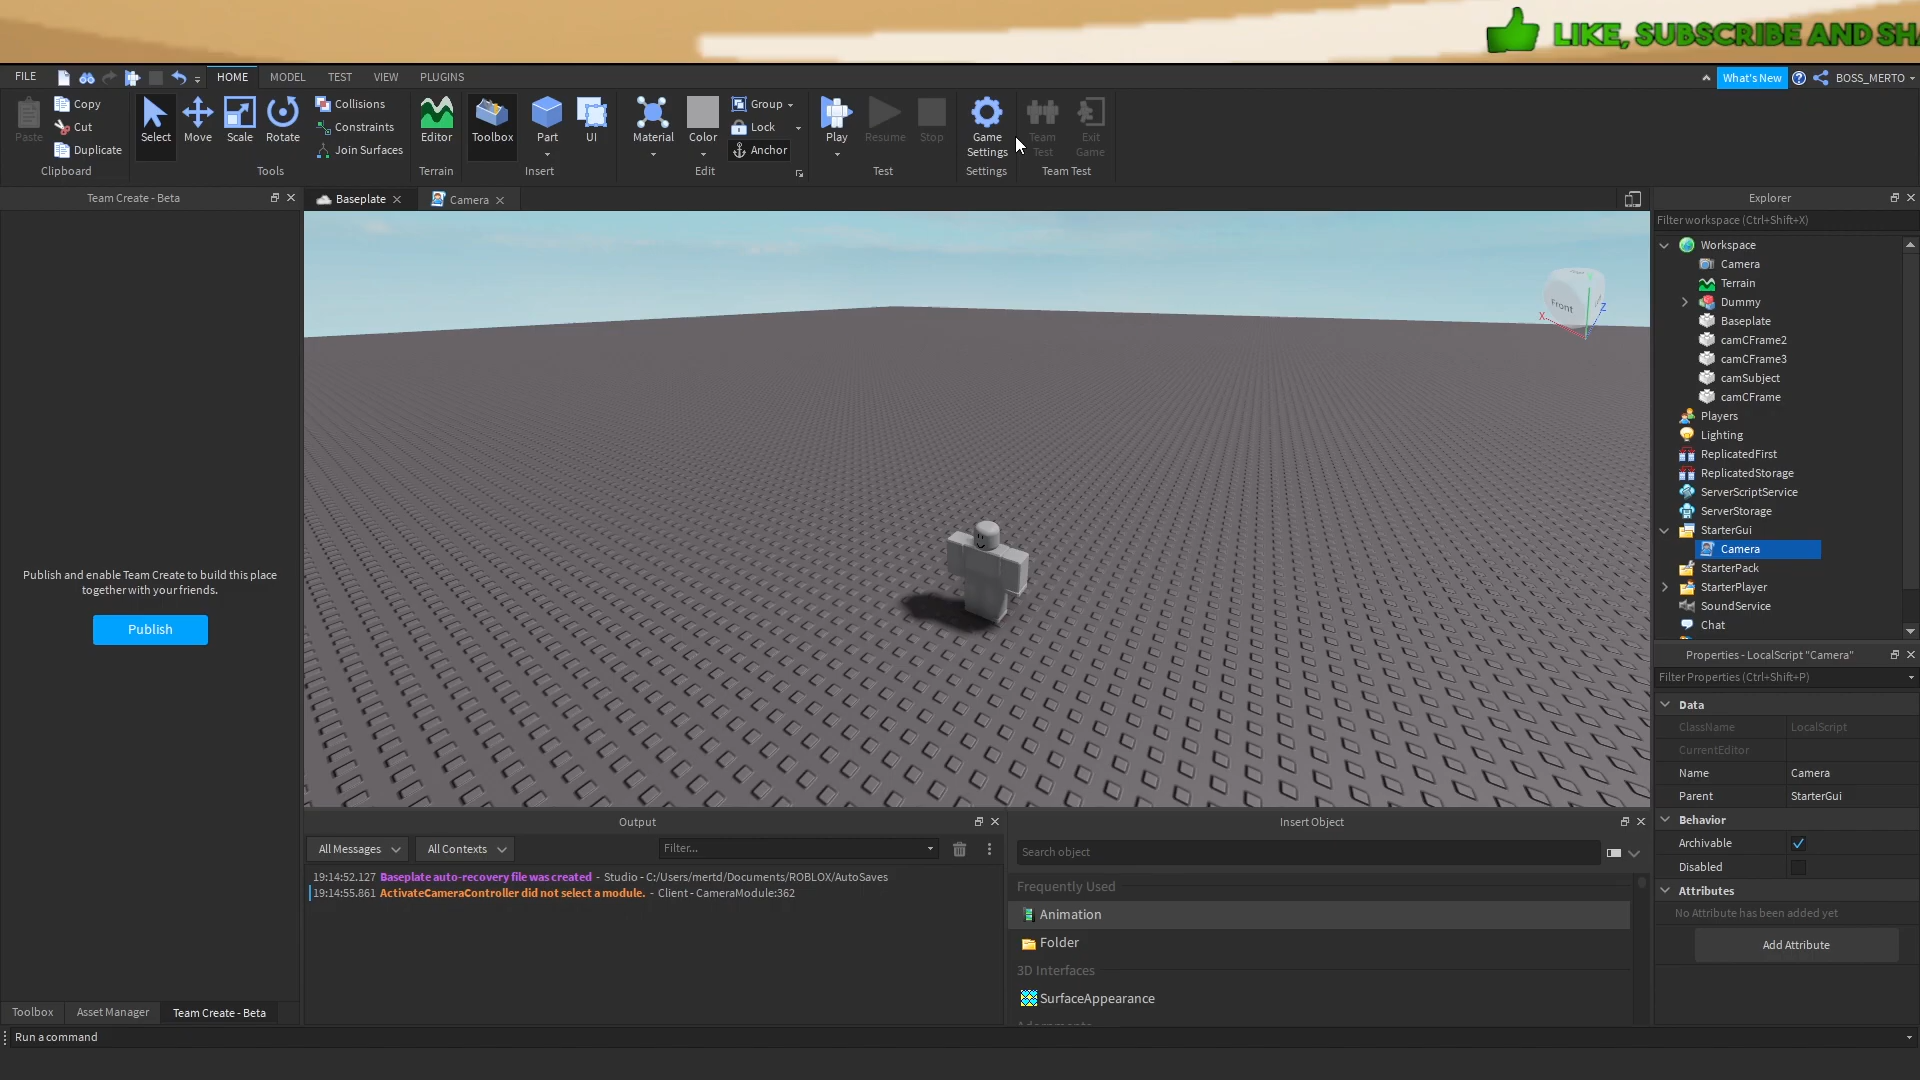 LIKE, SUBSCRIBE AND SHA
FILE
HOME
MODEL
TEST
VIEW
PLUGINS
What's New
BOSS_MERTO
Paste
Copy
Cut
Duplicate
Clipboard
Select
Move
Scale
Rotate
Tools
Collisions
Constraints
Join Surfaces
Editor
Terrain
Toolbox
Part
UI
Insert
Material
Color
Group
Lock
Anchor
Edit
Play
Resume
Stop
Test
Game
Settings
Settings
Team
Test
Exit
Game
Team Test
Team Create - Beta
Baseplate
Camera
Explorer
Filter workspace (Ctrl+Shift+X)
Workspace
Camera
Terrain
Dummy
Baseplate
camCFrame2
camCFrame3
camSubject
camCFrame
Players
Lighting
ReplicatedFirst
ReplicatedStorage
ServerScriptService
ServerStorage
StarterGui
Camera
StarterPack
StarterPlayer
SoundService
Chat
Front
X
Z
Publish and enable Team Create to build this place
together with your friends.
Publish
Properties - LocalScript "Camera"
Filter Properties (Ctrl+Shift+P)
Data
ClassName LocalScript
CurrentEditor
Name Camera
Parent StarterGui
Behavior
Archivable
Disabled
Attributes
No Attribute has been added yet
Add Attribute
Output
All Messages
All Contexts
Filter...
19:14:52.127 Baseplate auto-recovery file was created - Studio - C:/Users/mertd/Documents/ROBLOX/AutoSaves
19:14:55.861 ActivateCameraController did not select a module. - Client - CameraModule:362
Insert Object
Search object
Frequently Used
Animation
Folder
3D Interfaces
SurfaceAppearance
Toolbox
Asset Manager
Team Create - Beta
Run a command